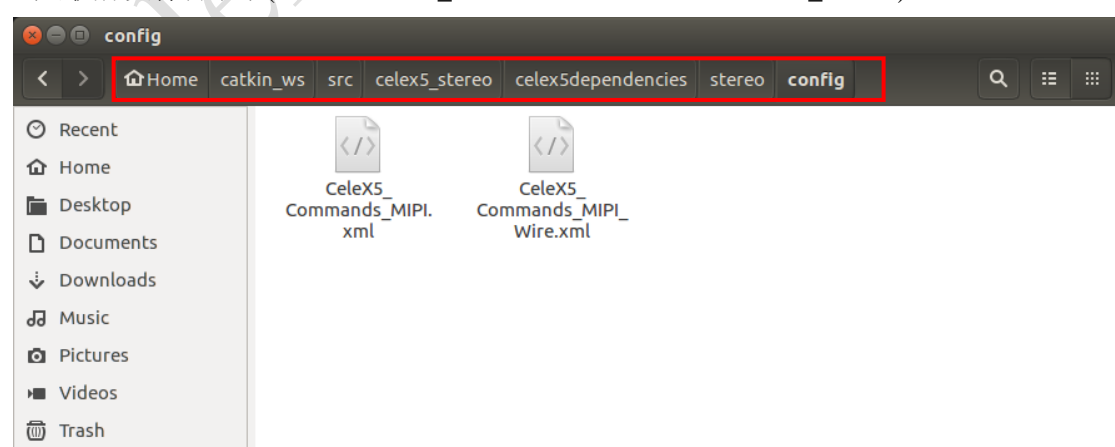 config
Home catkin_ws src celex5_stereo celex5dependencies stereo config
Recent
Home
Desktop
Documents
Downloads
Music
Pictures
Videos
Trash
CeleX5_
Commands_MIPI.
xml
CeleX5_
Commands_MIPI_
Wire.xml